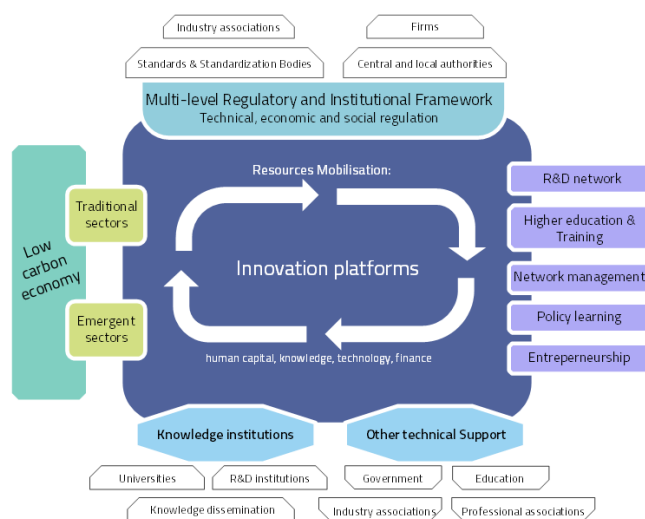 Industry associations
Firms
Standards & Standardization Bodies
Central and local authorities
Multi-level Regulatory and Institutional Framework
Technical, economic and social regulation
Low
carbon
economy
Traditional
sectors
Emergent
sectors
Resources Mobilisation:
Innovation platforms
human capital, knowledge, technology, finance
R&D network
Higher education &
Training
Network management
Policy learning
Entreperneurship
Knowledge institutions
Other technical Support
Universities
R&D institutions
Government
Education
Knowledge dissemination
Industry associations
Professional associations